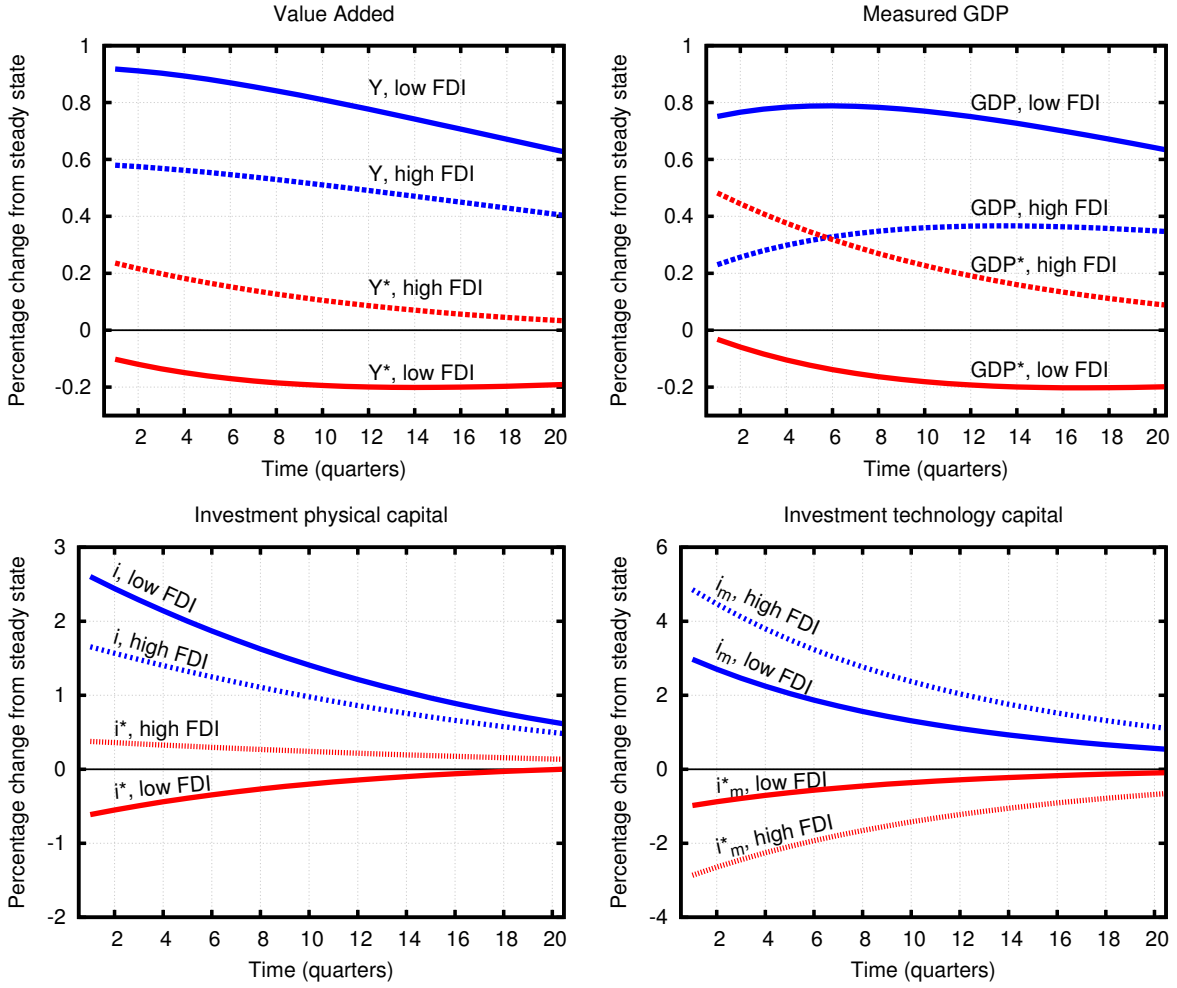 Value Added
Percentage change from steady state
1
0.8
0.6
0.4
0.2
0
-0.2
Y, low FDI
Y, high FDI
Y*, high FDI
Y*, low FDI
2 4 6 8 10 12 14 16 18 20
Time (quarters)
Measured GDP
Percentage change from steady state
1
0.8
0.6
0.4
0.2
0
-0.2
GDP, low FDI
GDP, high FDI
GDP*, high FDI
GDP*, low FDI
2 4 6 8 10 12 14 16 18 20
Time (quarters)
Investment physical capital
Percentage change from steady state
3
2
1
0
-1
-2
i, low FDI
i, high FDI
i*, high FDI
i*, low FDI
2 4 6 8 10 12 14 16 18 20
Time (quarters)
Investment technology capital
Percentage change from steady state
6
4
2
0
-2
-4
i_m, high FDI
i_m, low FDI
i*_m, low FDI
i*_m, high FDI
2 4 6 8 10 12 14 16 18 20
Time (quarters)